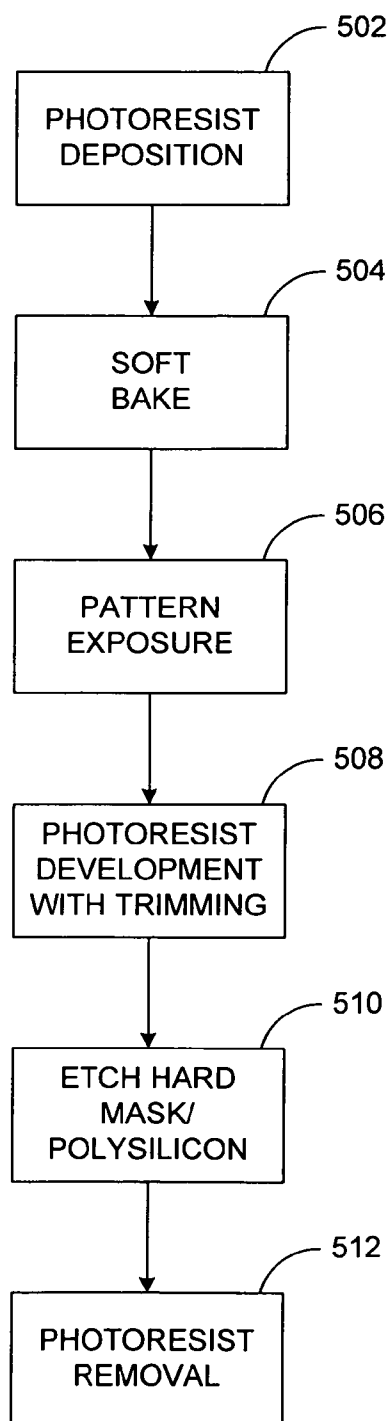 502
PHOTORESIST
DEPOSITION
504
SOFT
BAKE
506
PATTERN
EXPOSURE
508
PHOTORESIST
DEVELOPMENT
WITH TRIMMING
510
ETCH HARD
MASK/
POLYSILICON
512
PHOTORESIST
REMOVAL